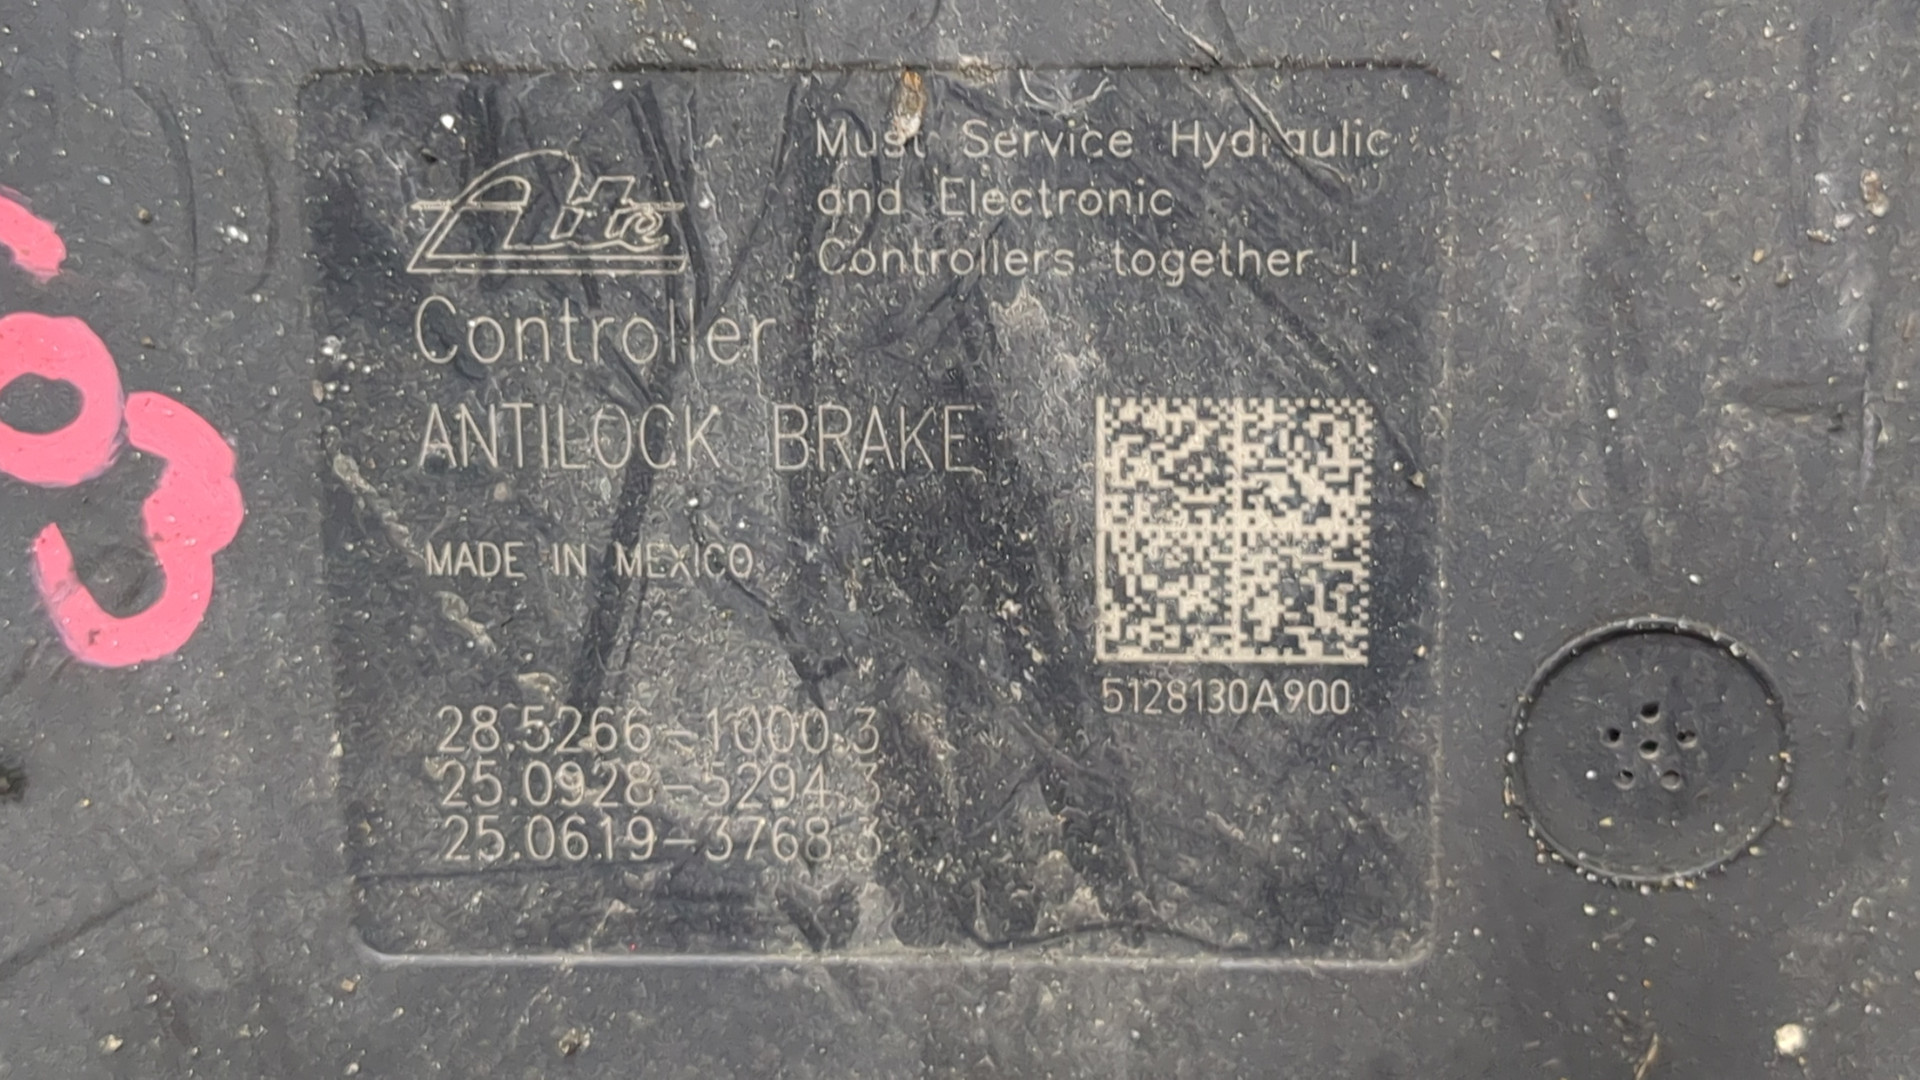 Ate
Must Service Hydraulic
and Electronic
Controllers together !
Controller
ANTILOCK BRAKE
MADE IN MEXICO
5128130A900
28.5266-1000.3
25.0928-5294.3
25.0619-3768.3